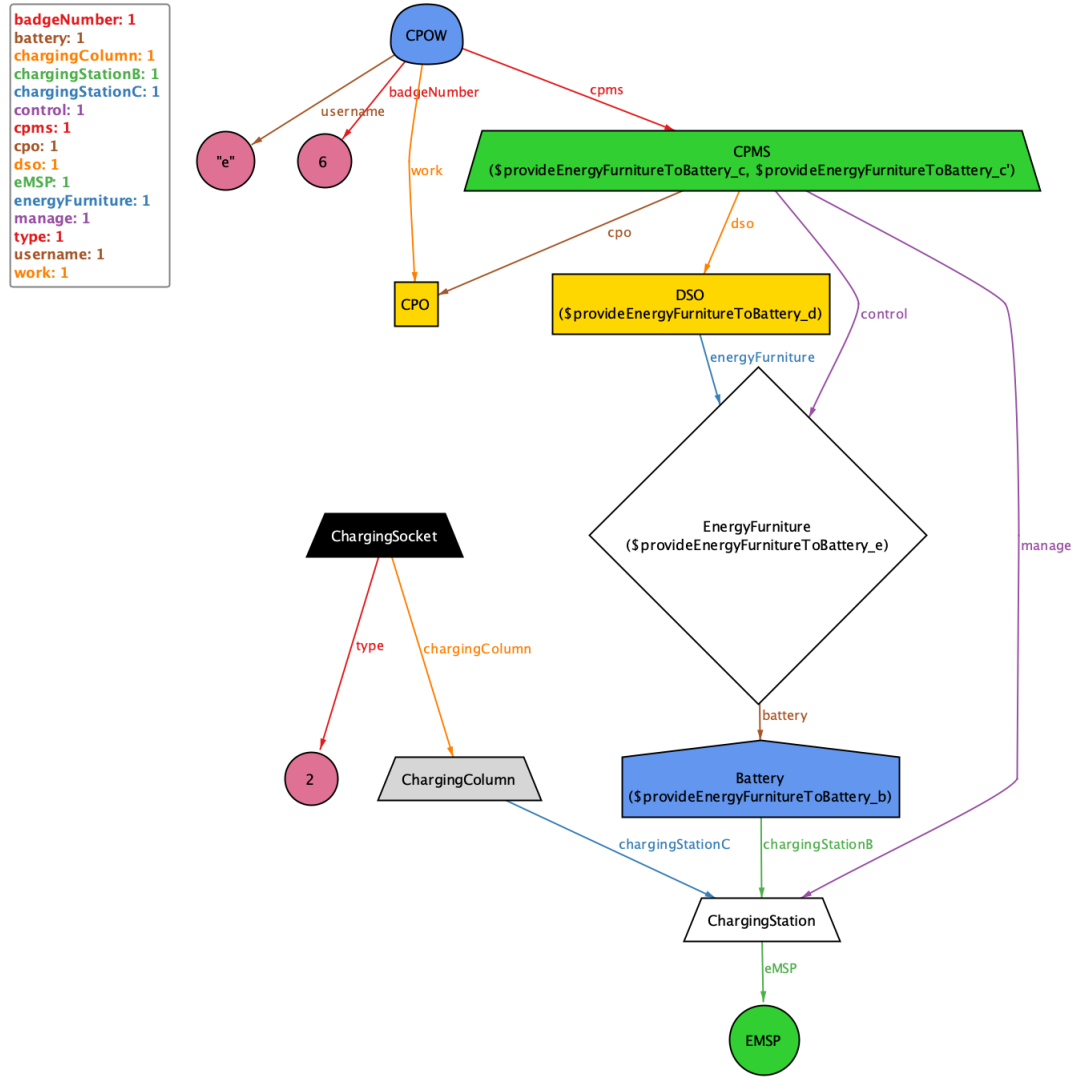 badgeNumber: 1
battery: 1
chargingColumn: 1
chargingStationB: 1
chargingStationC: 1
control: 1
cpms: 1
cpo: 1
dso: 1
eMSP: 1
energyFurniture: 1
manage: 1
type: 1
username: 1
work: 1
CPOW
badgeNumber
cpms
username
"e"
6
work
CPMS
($provideEnergyFurnitureToBattery_c, $provideEnergyFurnitureToBattery_c')
cpo
dso
control
CPO
DSO
($provideEnergyFurnitureToBattery_d)
energyFurniture
EnergyFurniture
($provideEnergyFurnitureToBattery_e)
manage
ChargingSocket
type
chargingColumn
battery
2
ChargingColumn
Battery
($provideEnergyFurnitureToBattery_b)
chargingStationC
chargingStationB
ChargingStation
eMSP
EMSP